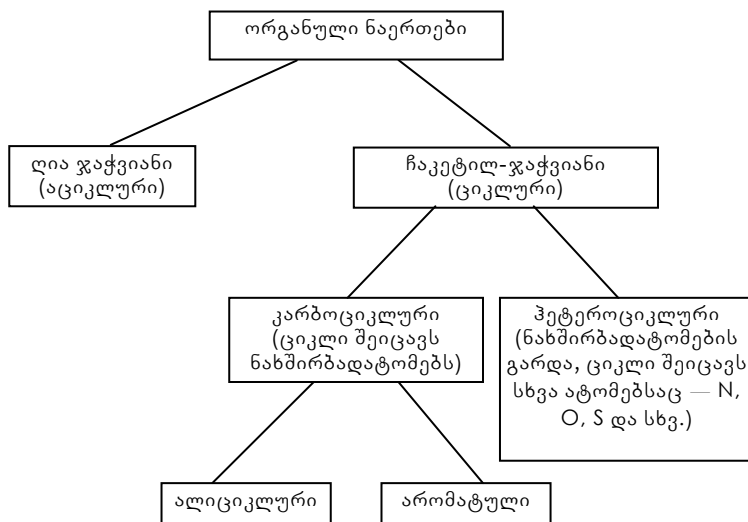 ორგანული ნაერთები
ღია ჯაჭვიანი
(აციკლური)
ჩაკეტილ-ჯაჭვიანი
(ციკლური)
კარბოციკლური
(ციკლი შეიცავს
ნახშირბადატომებს)
ჰეტეროციკლური
(ნახშირბადატომების
გარდა, ციკლი შეიცავს
სხვა ატომებსაც — N,
O, S და სხვ.)
ალიციკლური
არომატული